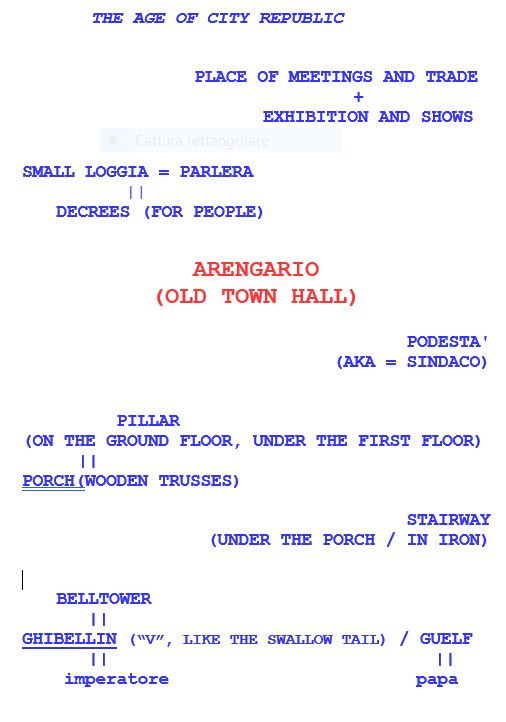 THE AGE OF CITY REPUBLIC
PLACE OF MEETINGS AND TRADE
+
EXHIBITION AND SHOWS
Cattura rettangolare
SMALL LOGGIA = PARLERA
||
DECREES (FOR PEOPLE)
ARENGARIO
(OLD TOWN HALL)
PODESTA'
(AKA = SINDACO)
PILLAR
(ON THE GROUND FLOOR, UNDER THE FIRST FLOOR)
||
PORCH(WOODEN TRUSSES)
STAIRWAY
(UNDER THE PORCH / IN IRON)
BELLTOWER
||
GHIBELLIN (“V”, LIKE THE SWALLOW TAIL) / GUELF
|| ||
imperatore papa